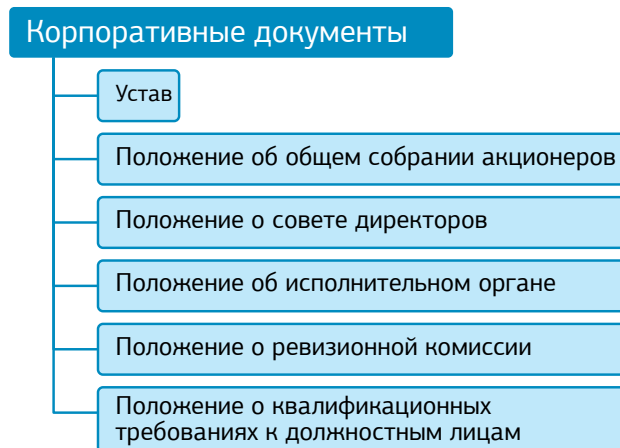 Корпоративные документы
Устав
Положение об общем собрании акционеров
Положение о совете директоров
Положение об исполнительном органе
Положение о ревизионной комиссии
Положение о квалификационных
требованиях к должностным лицам